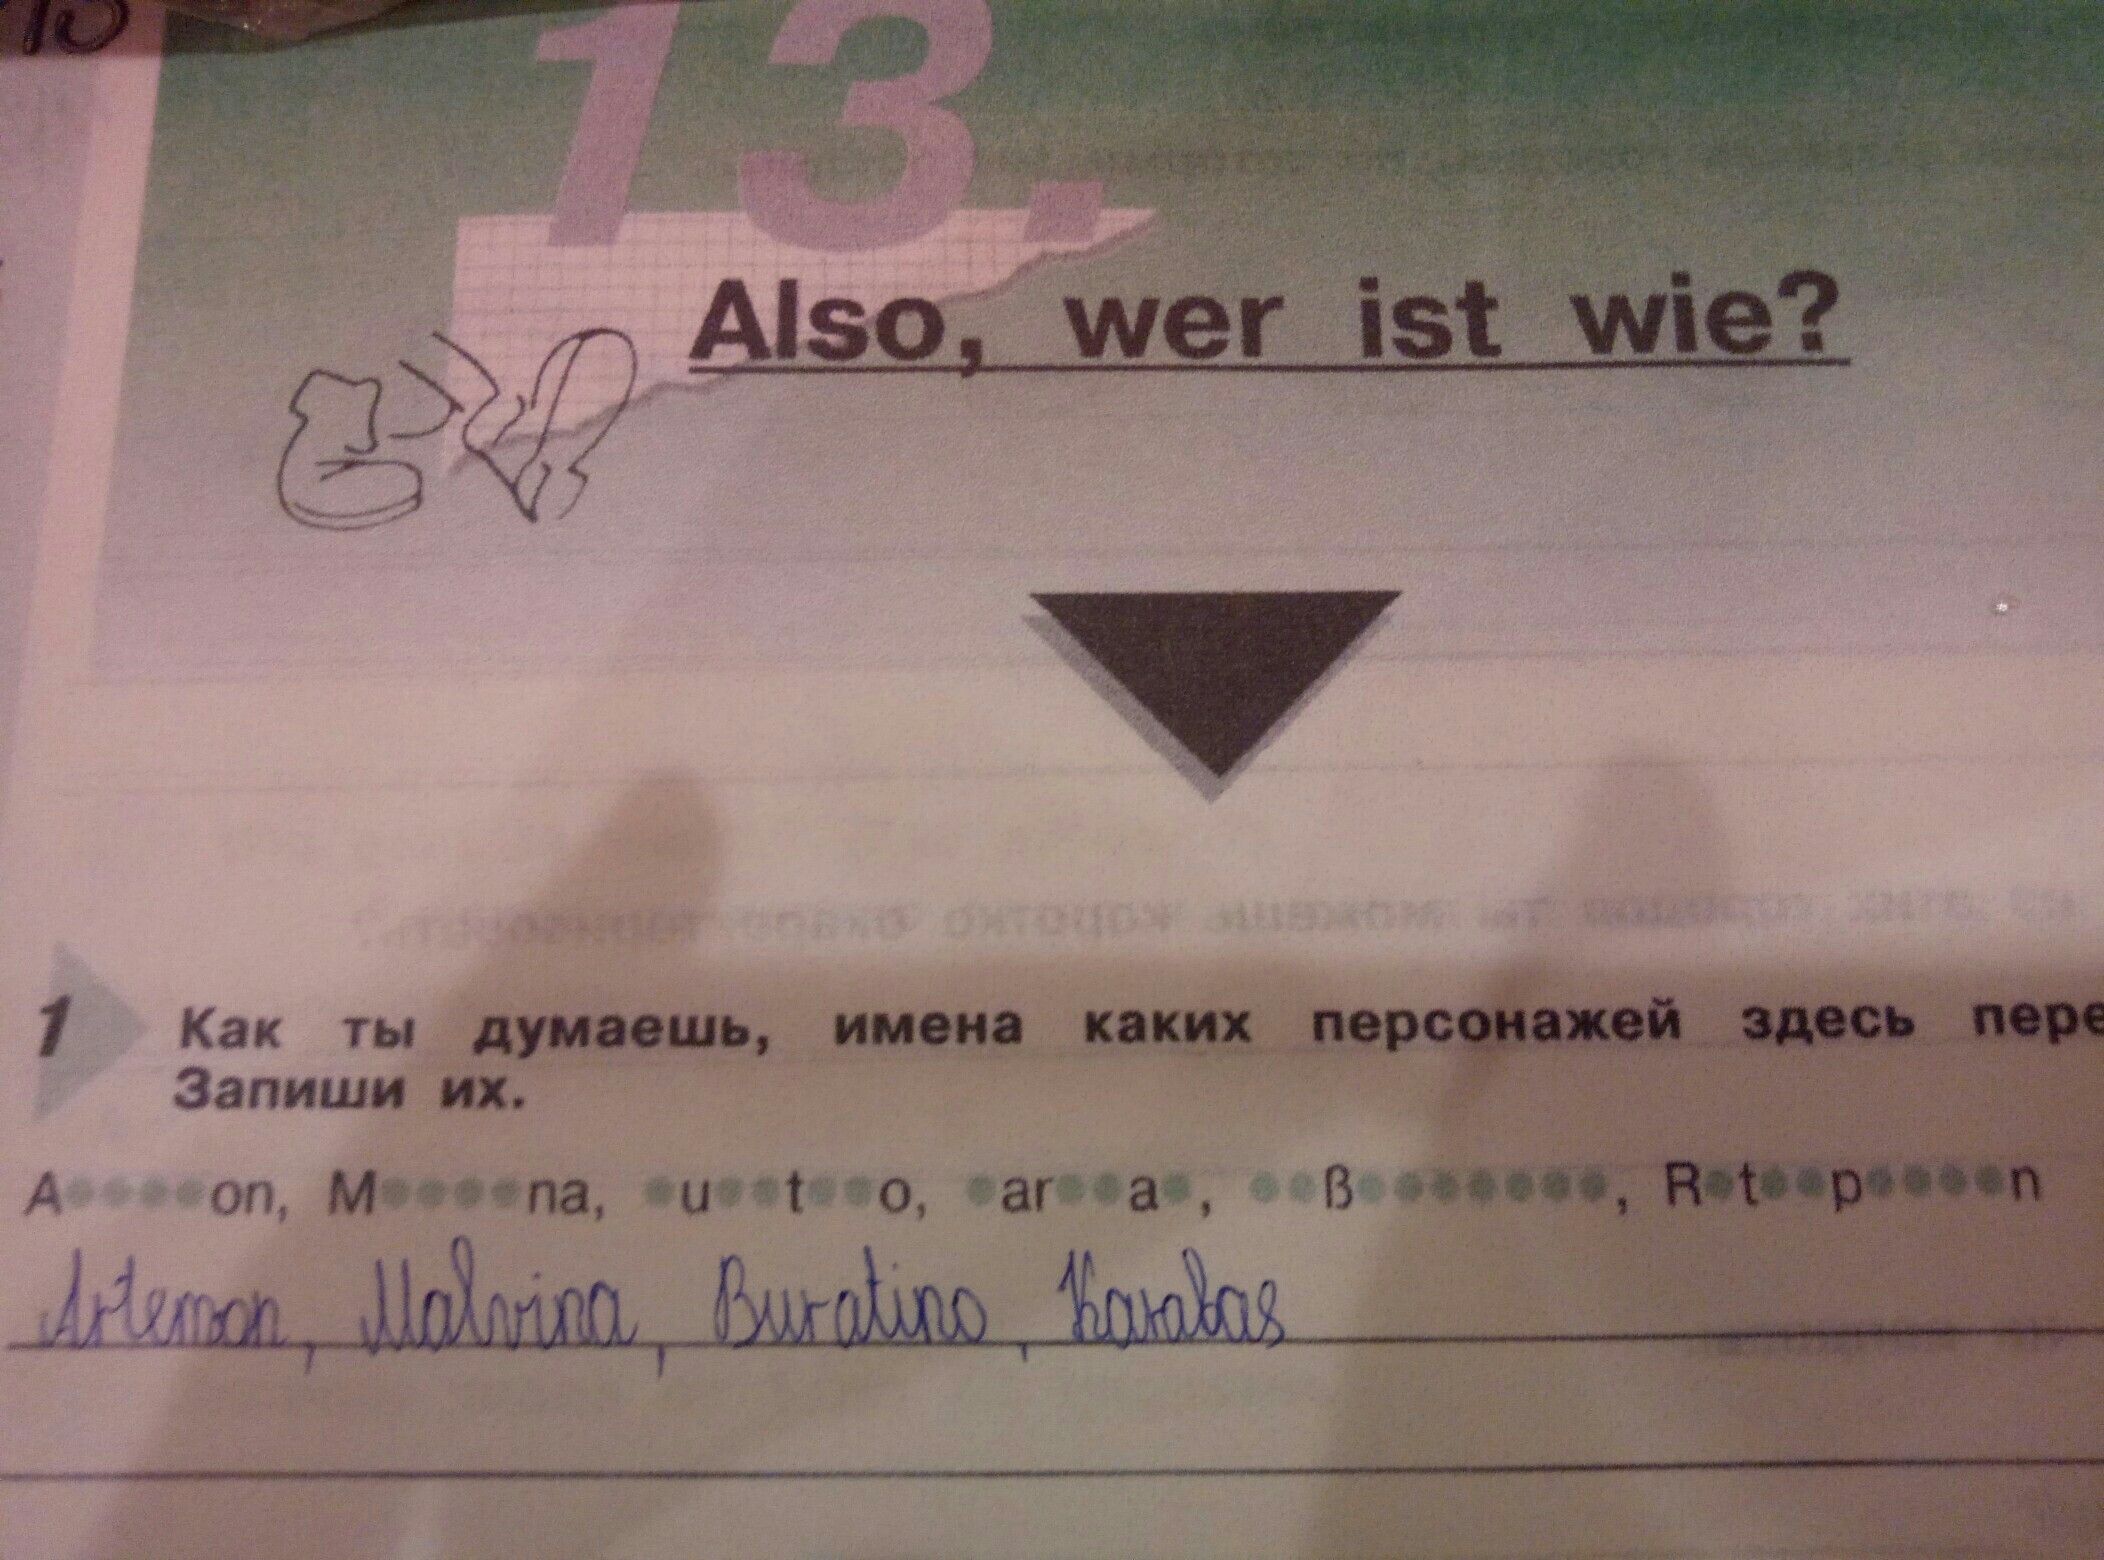 13.
Also, wer ist wie?
1 Как ты думаешь, имена каких персонажей здесь пере
Запиши их.
A•••••on, M•••••na, •u•••t•••o, •ar•••a•, ••ß••••••••, R•t••p••••n
Artemon, Malvina, Buratino, Karabas